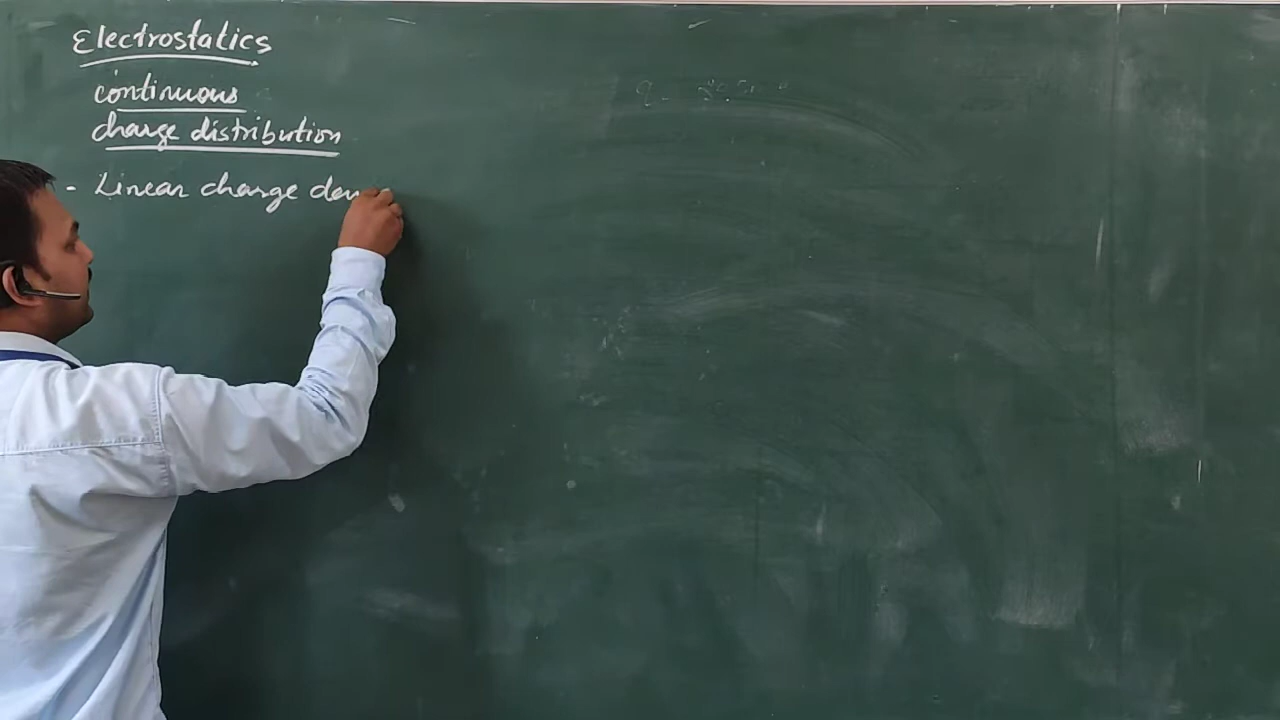 Electrostatics
continuous
charge distribution
- Linear charge den